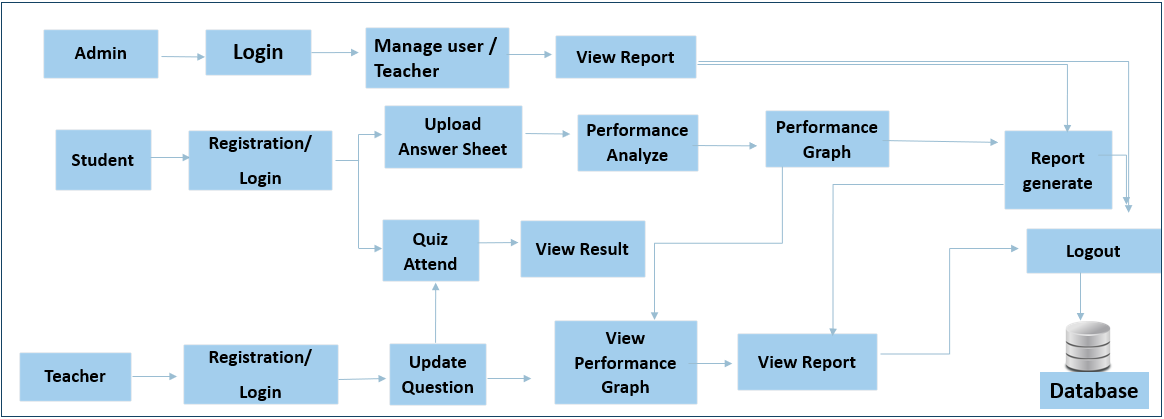 Admin
Login
Manage user /
Teacher
View Report
Student
Registration/
Login
Upload
Answer Sheet
Performance
Analyze
Performance
Graph
Report
generate
Quiz
Attend
View Result
Logout
Teacher
Registration/
Login
Update
Question
View
Performance
Graph
View Report
Database